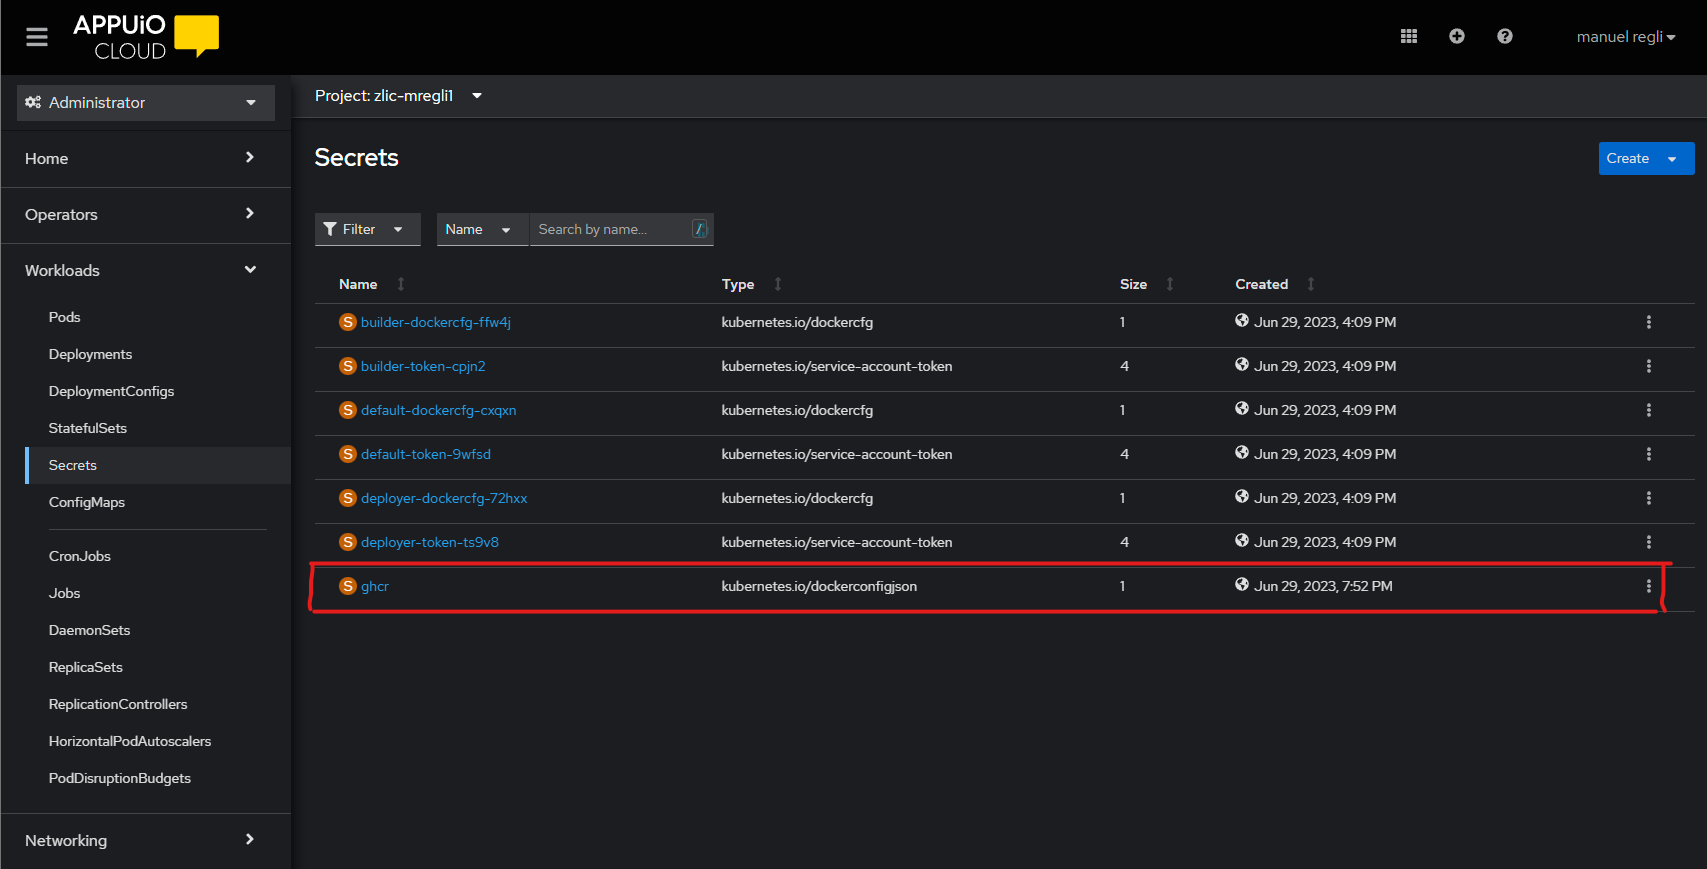 APPUiO
CLOUD
manuel regli
Administrator
Project: zlic-mregli1
Home
Operators
Workloads
Pods
Deployments
DeploymentConfigs
StatefulSets
Secrets
ConfigMaps
CronJobs
Jobs
DaemonSets
ReplicaSets
ReplicationControllers
HorizontalPodAutoscalers
PodDisruptionBudgets
Networking
Secrets
Create
Filter Name Search by name... /
Name Type Size Created
S builder-dockercfg-ffw4j kubernetes.io/dockercfg 1 Jun 29, 2023, 4:09 PM
S builder-token-cpjn2 kubernetes.io/service-account-token 4 Jun 29, 2023, 4:09 PM
S default-dockercfg-cxqxn kubernetes.io/dockercfg 1 Jun 29, 2023, 4:09 PM
S default-token-9wfsd kubernetes.io/service-account-token 4 Jun 29, 2023, 4:09 PM
S deployer-dockercfg-72hxx kubernetes.io/dockercfg 1 Jun 29, 2023, 4:09 PM
S deployer-token-ts9v8 kubernetes.io/service-account-token 4 Jun 29, 2023, 4:09 PM
S ghcr kubernetes.io/dockerconfigjson 1 Jun 29, 2023, 7:52 PM